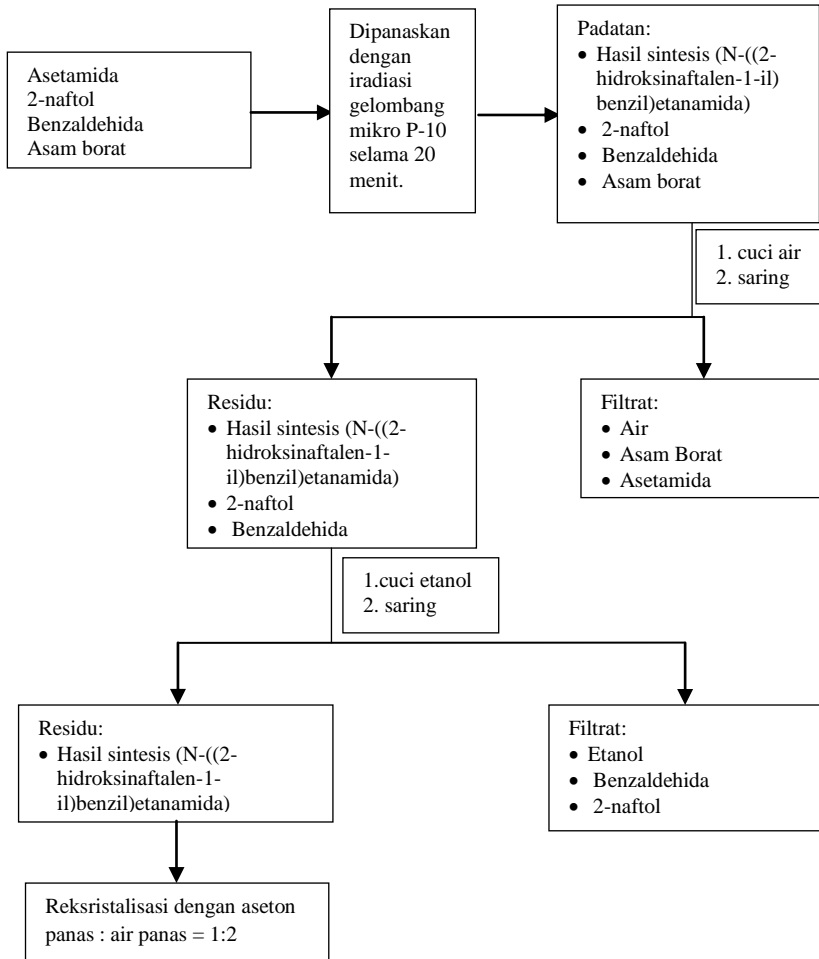 Asetamida
2-naftol
Benzaldehida
Asam borat
Dipanaskan
dengan
iradiasi
gelombang
mikro P-10
selama 20
menit.
Padatan:
• Hasil sintesis (N-((2-
hidroksinaftalen-1-il)
benzil)etanamida)
• 2-naftol
• Benzaldehida
• Asam borat
1. cuci air
2. saring
Residu:
• Hasil sintesis (N-((2-
hidroksinaftalen-1-
il)benzil)etanamida)
• 2-naftol
• Benzaldehida
Filtrat:
• Air
• Asam Borat
• Asetamida
1.cuci etanol
2. saring
Residu:
• Hasil sintesis (N-((2-
hidroksinaftalen-1-
il)benzil)etanamida)
Filtrat:
• Etanol
• Benzaldehida
• 2-naftol
Reksristalisasi dengan aseton
panas : air panas = 1:2